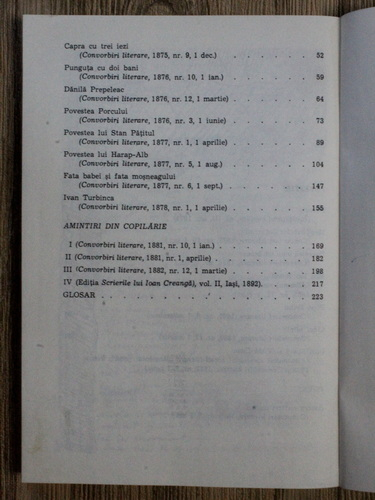 Capra cu trei iezi
(Convorbiri literare, 1875, nr. 9, 1 dec.) . . . . . . 52
Punguța cu doi bani
(Convorbiri literare, 1876, nr. 10, 1 ian.) . . . . . . 59
Dănilă Prepeleac
(Convorbiri literare, 1876, nr. 12, 1 martie) . . . . . . 64
Povestea Porcului
(Convorbiri literare, 1876, nr. 3, 1 iunie) . . . . . . 73
Povestea lui Stan Pățitul
(Convorbiri literare, 1877, nr. 1, 1 aprilie) . . . . . . 89
Povestea lui Harap-Alb
(Convorbiri literare, 1877, nr. 5, 1 aug.) . . . . . . 104
Fata babei și fata moșneagului
(Convorbiri literare, 1877, nr. 6, 1 sept.) . . . . . . 147
Ivan Turbinca
(Convorbiri literare, 1878, nr. 1, 1 aprilie) . . . . . . 155
AMINTIRI DIN COPILĂRIE
I (Convorbiri literare, 1881, nr. 10, 1 ian.) . . . . . . 169
II (Convorbiri literare, 1881, nr. 1, aprilie) . . . . . . 182
III (Convorbiri literare, 1882, nr. 12, 1 martie) . . . . . 198
IV (Ediția Scrierile lui Ioan Creangă), vol. II, Iași, 1892) . . . . 217
GLOSAR . . . . . . . . . . . . . . . 223